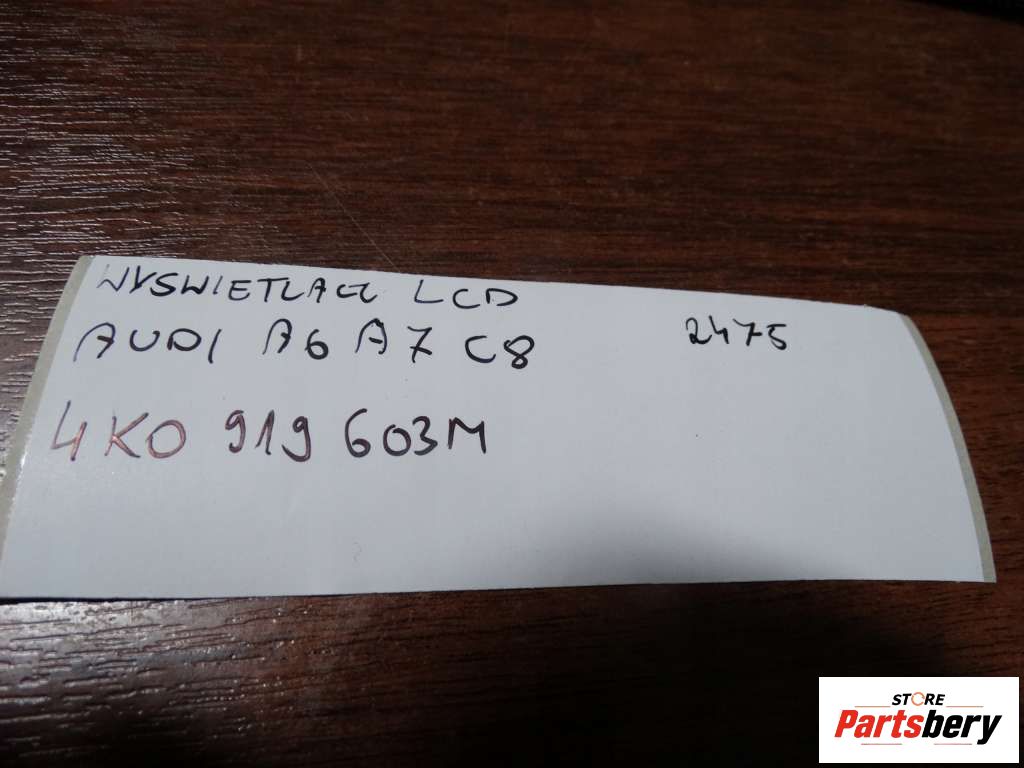 WYSWIETLACZ LCD
AUDI A6 A7 C8
2475
4K0 919 603M
STORE
Partsbery